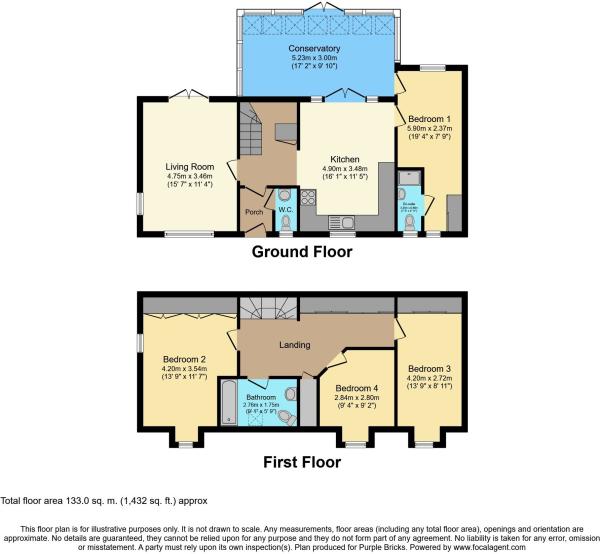 Conservatory
5.23m x 3.00m
(17' 2" x 9' 10")
Bedroom 1
5.90m x 2.37m
(19' 4" x 7' 9")
Living Room
4.75m x 3.46m
(15' 7" x 11' 4")
Kitchen
4.90m x 3.48m
(16' 1" x 11' 5")
Porch
W.C.
Ground Floor
Landing
Bedroom 2
4.20m x 3.54m
(13' 9" x 11' 7")
Bedroom 3
4.20m x 2.72m
(13' 9" x 8' 11")
Bathroom
2.76m x 1.75m
(9' 1" x 5' 9")
Bedroom 4
2.84m x 2.80m
(9' 4" x 9' 2")
First Floor
Total floor area 133.0 sq. m. (1,432 sq. ft.) approx
This floor plan is for illustrative purposes only. It is not drawn to scale. Any measurements, floor areas (including any total floor area), openings and orientation are
approximate. No details are guaranteed, they cannot be relied upon for any purpose and they do not form part of any agreement. No liability is taken for any error, omission
or misstatement. A party must rely upon its own inspection(s). Plan produced for Purple Bricks. Powered by www.focalagent.com